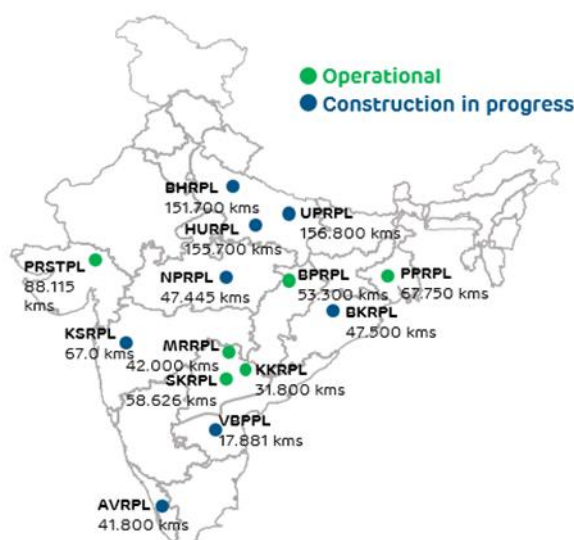 Operational
Construction in progress
BHRPL
151.700 kms
UPRPL
156.800 kms
HURPL
155.700 kms
PRSTPL
88.115
kms
NPRPL
47.445 kms
BPRPL
53.300 kms
PPRPL
67.750 kms
BKRPL
47.500 kms
KSRPL
67.0 kms
MRRPL
42.000 kms
KKRPL
31.800 kms
SKRPL
58.626 kms
VBPPL
17.881 kms
AVRPL
41.800 kms